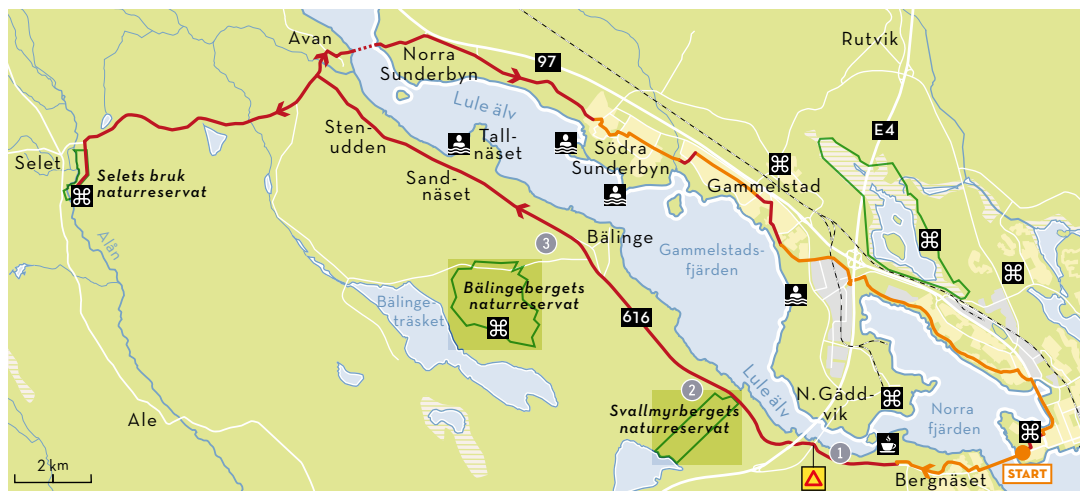 Avan
Norra
Sunderbyn
97
Rutvik
Lule älv
E4
Sten-
udden
Tall-
näset
Södra
Sunderbyn
Selet
Selets bruk
naturreservat
Sand-
näset
Gammelstad
Alån
3
Bälinge
Gammelstads-
fjärden
Bälinge-
träsket
Bälingebergets
naturreservat
616
2
Lule älv
Svallmyrbergets
naturreservat
N.Gädd-
vik
Norra
fjärden
Ale
1
2 km
START
Bergnäset